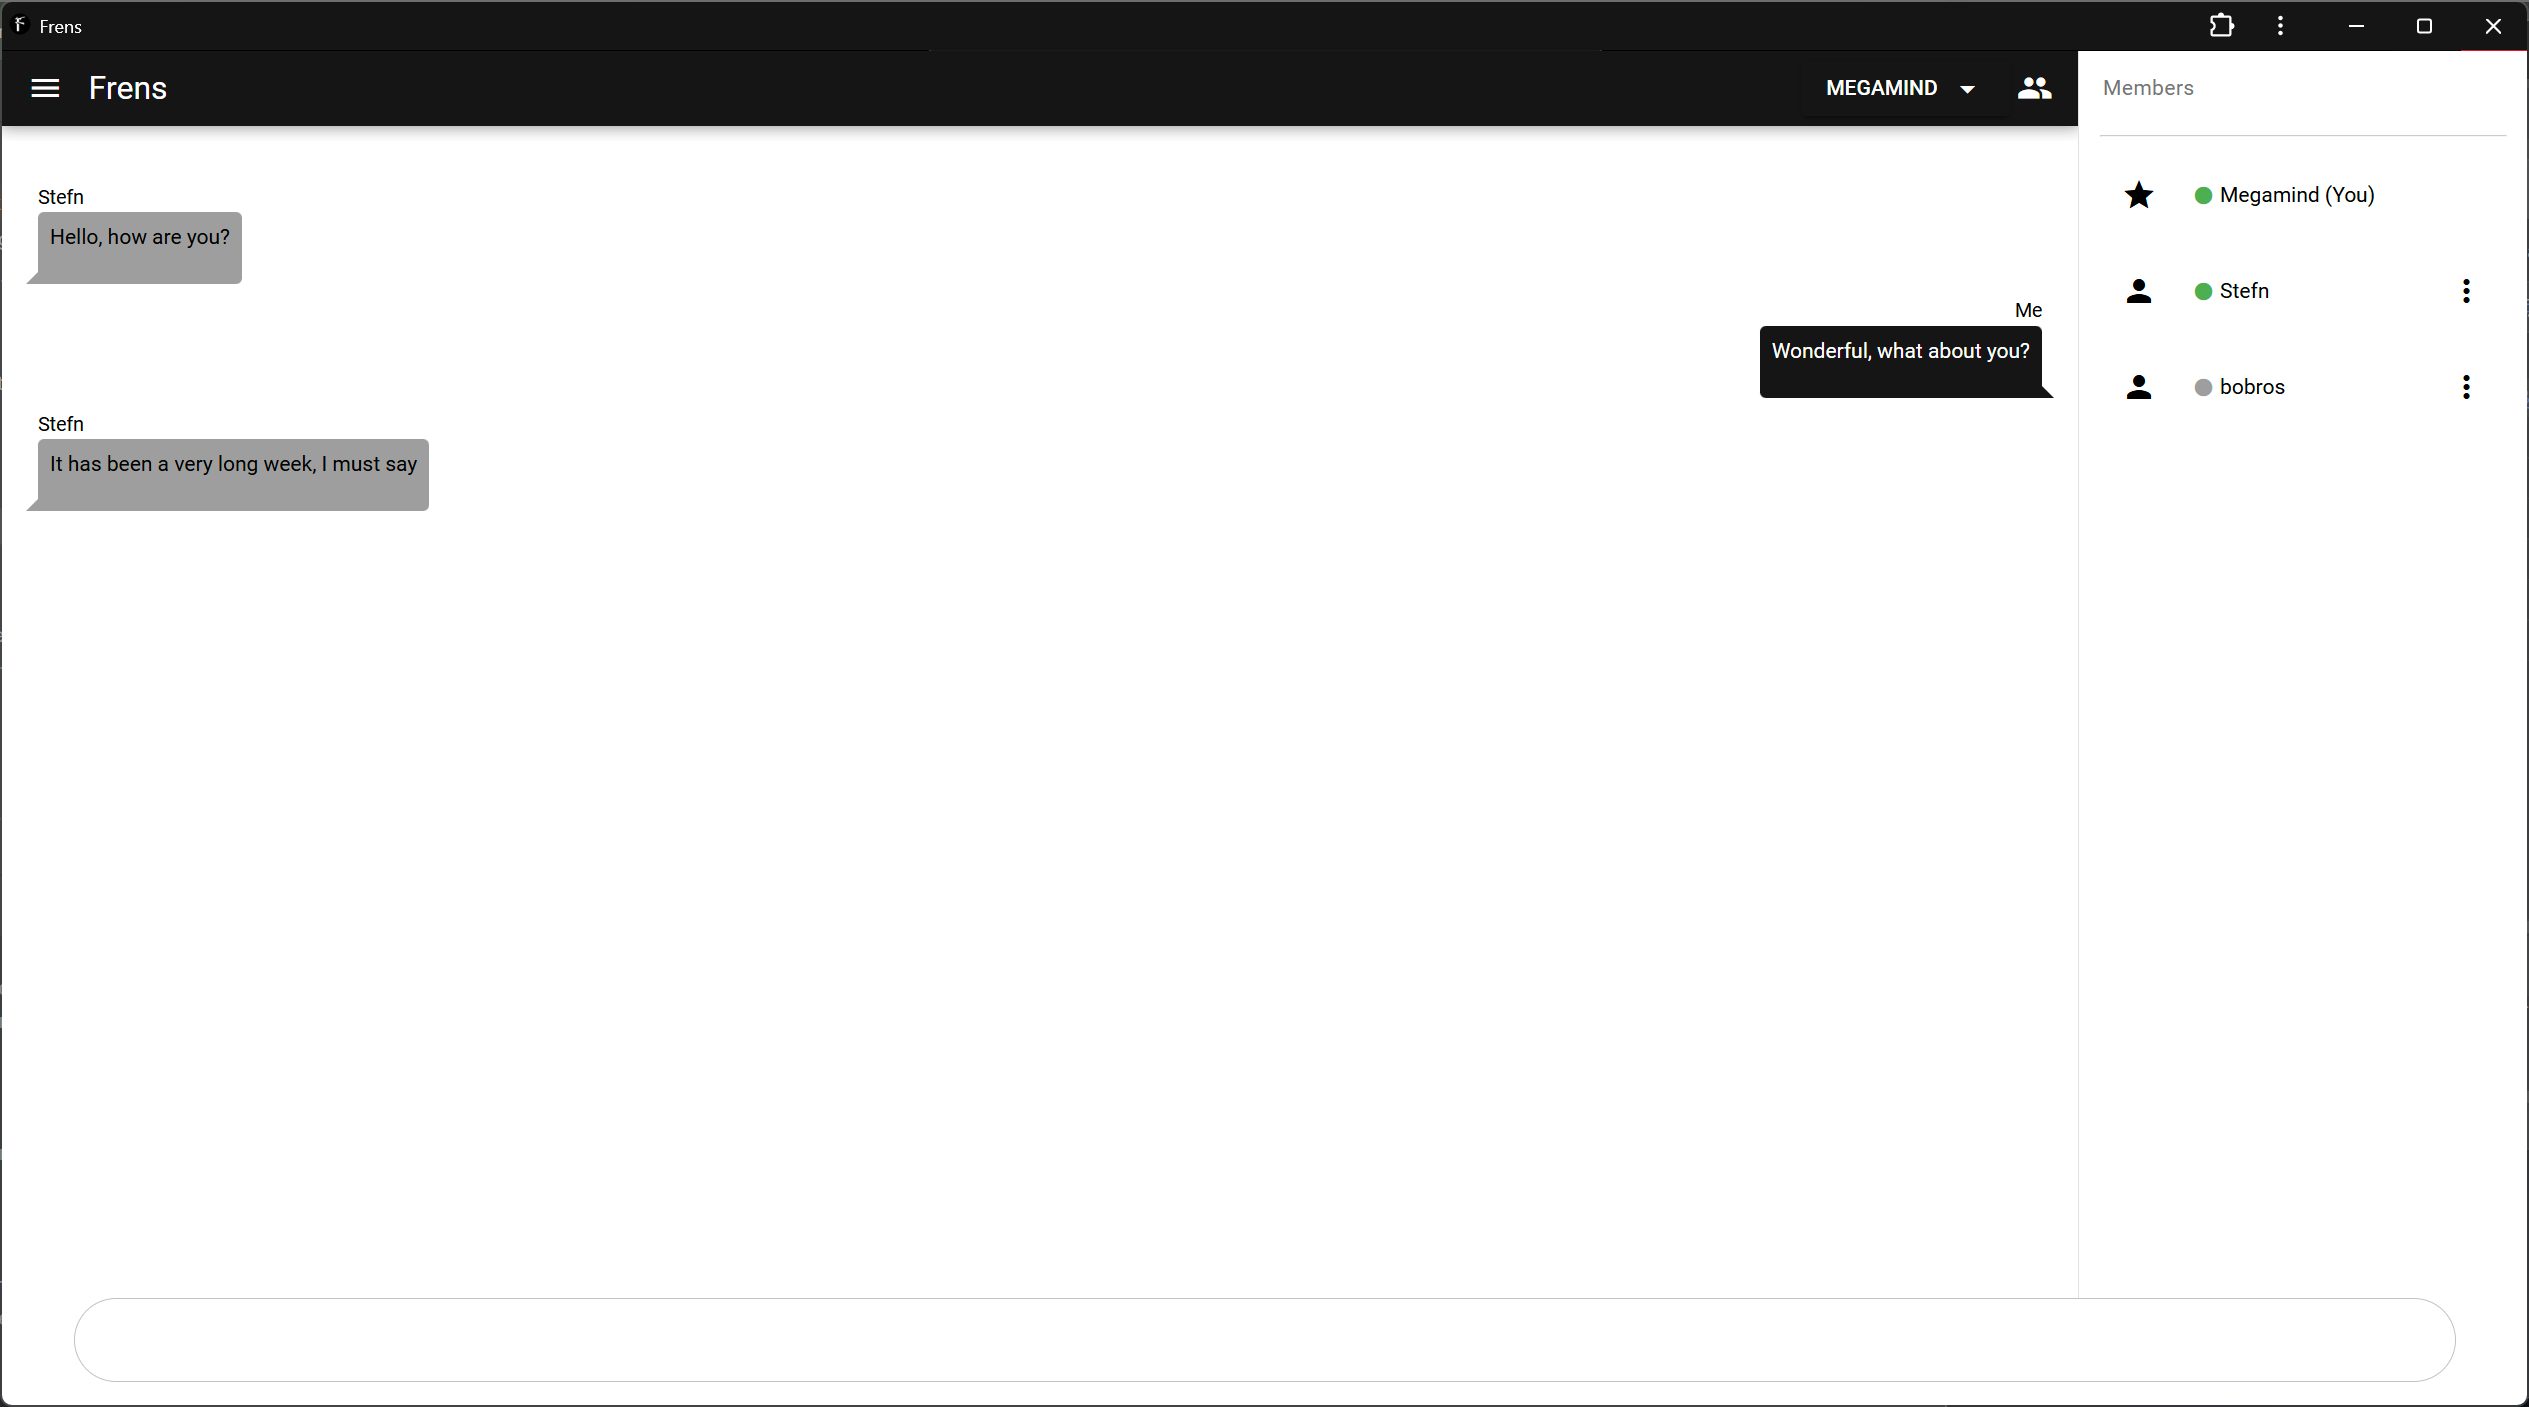 Frens
Frens
MEGAMIND
Members
Stefn
Hello, how are you?
Me
Wonderful, what about you?
Stefn
It has been a very long week, I must say
Megamind (You)
Stefn
bobros